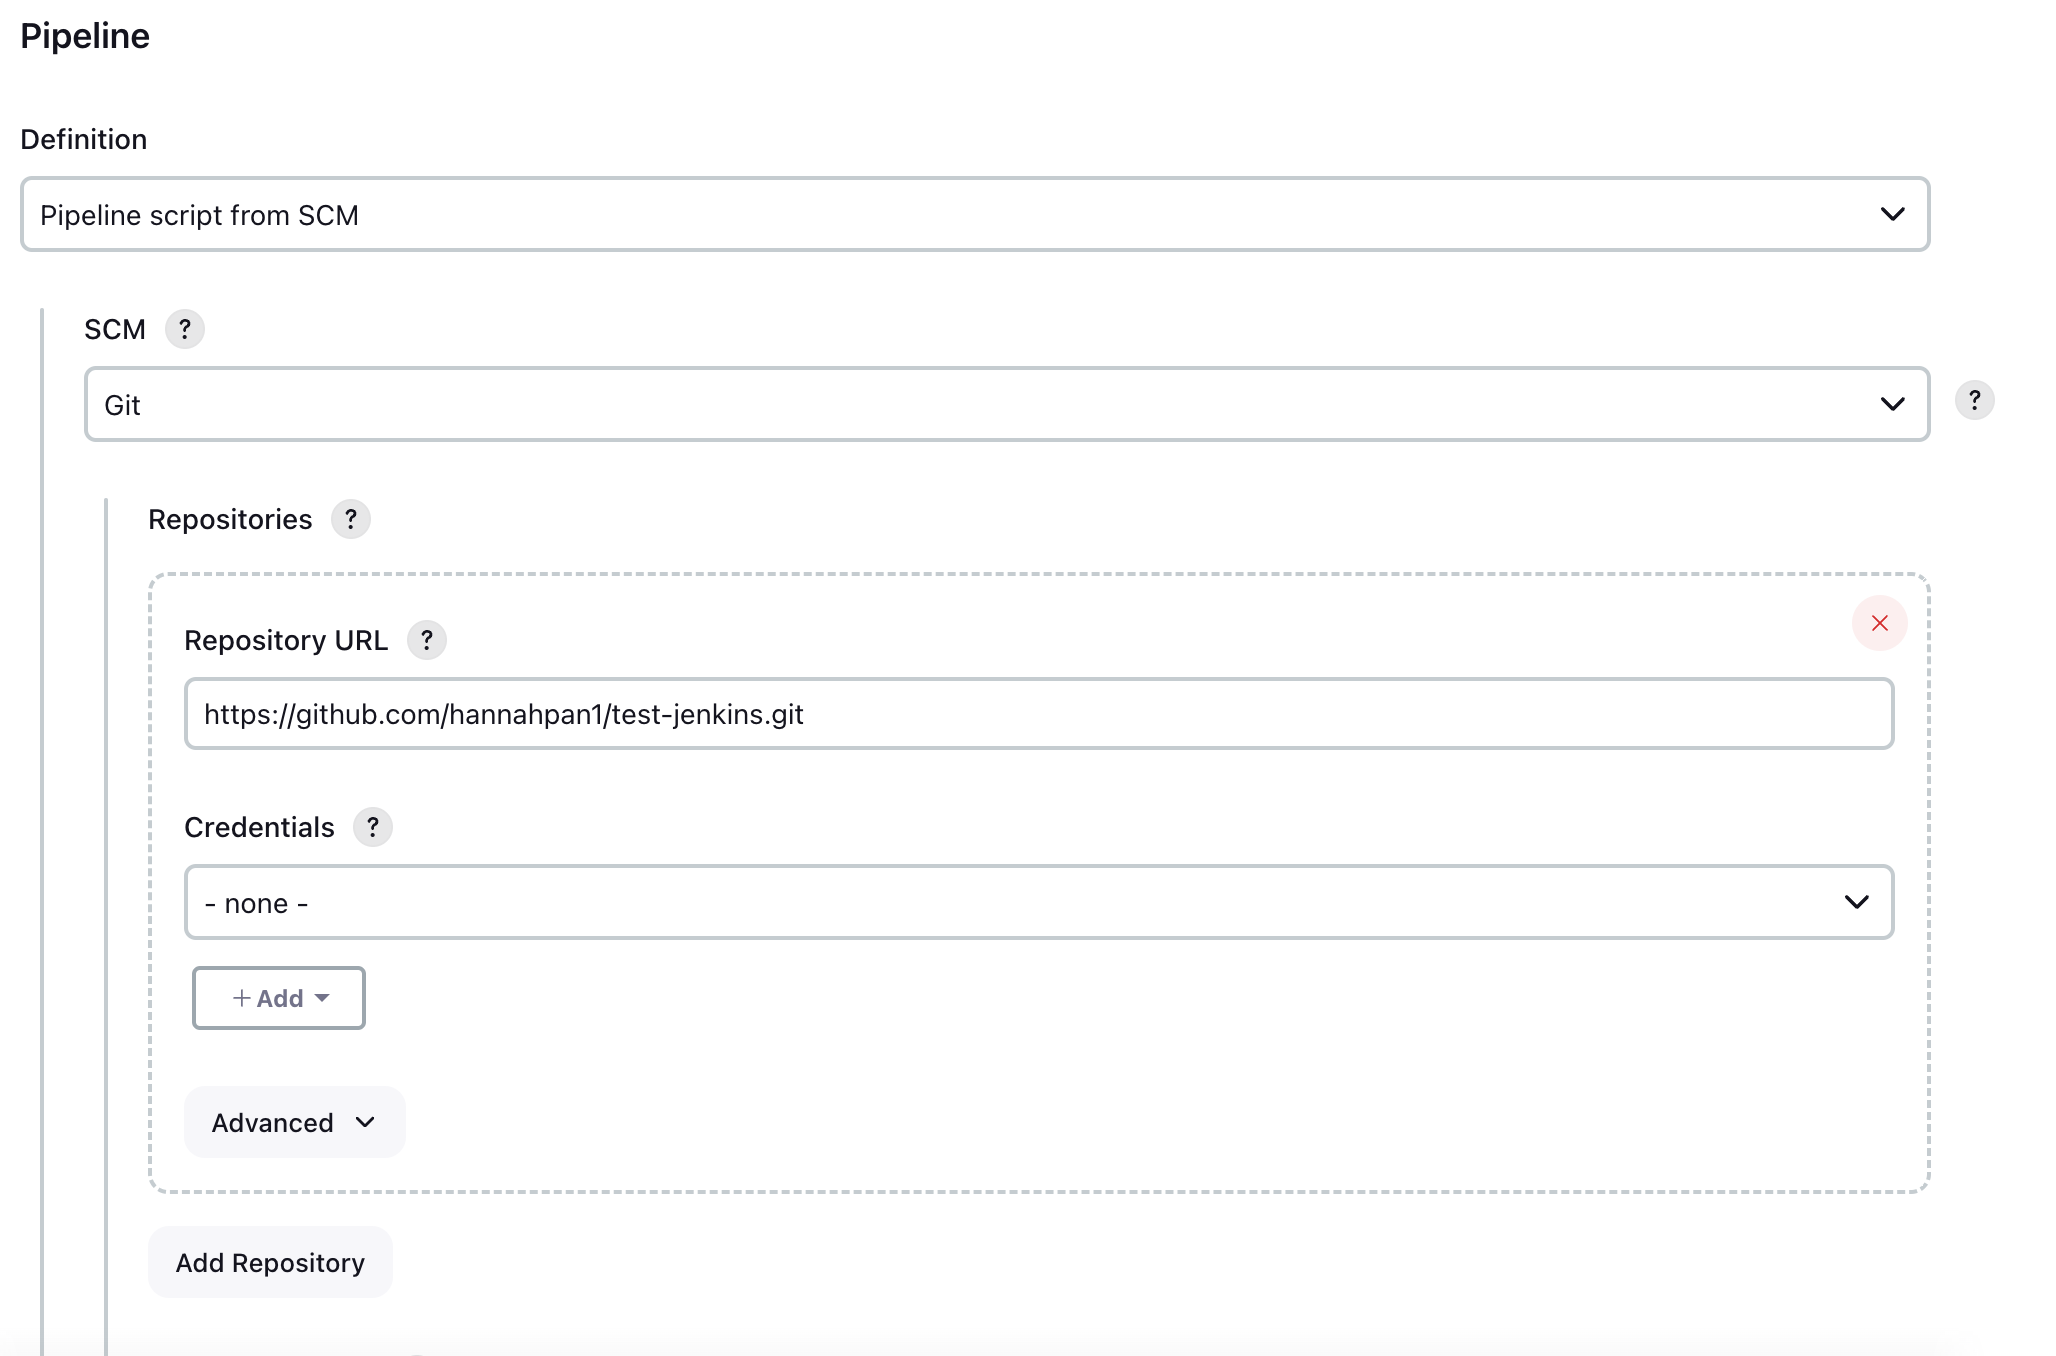 Pipeline
Definition
Pipeline script from SCM
SCM ?
Git
?
Repositories ?
Repository URL ?
https://github.com/hannahpan1/test-jenkins.git
Credentials ?
- none -
+ Add
Advanced
Add Repository